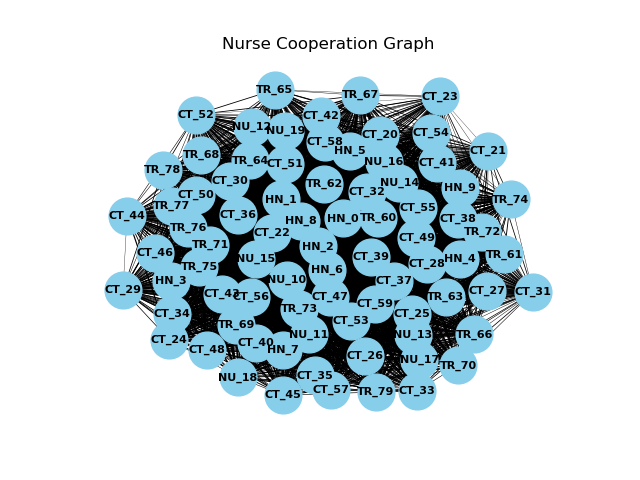 Nurse Cooperation Graph
TR_65
TR_67
CT_23
CT_52
CT_42
NU_12
NU_19
CT_20
CT_54
CT_58
HN_5
CT_21
TR_68
TR_64
CT_51
NU_16
CT_41
TR_78
CT_30
TR_62
NU_14
HN_9
CT_50
CT_32
HN_1
TR_74
TR_77
CT_55
CT_44
CT_36
HN_8
HN_0
TR_60
CT_38
TR_76
CT_22
TR_72
CT_49
TR_71
HN_2
CT_46
NU_15
CT_39
TR_61
TR_75
HN_6
CT_28
HN_4
HN_3
NU_10
CT_37
CT_29
CT_43
CT_56
CT_47
TR_63
CT_27
CT_31
CT_59
TR_73
CT_34
CT_25
TR_69
CT_53
NU_11
NU_13
TR_66
CT_24
CT_40
CT_48
HN_7
CT_26
NU_17
TR_70
NU_18
CT_35
CT_45
CT_57
TR_79
CT_33